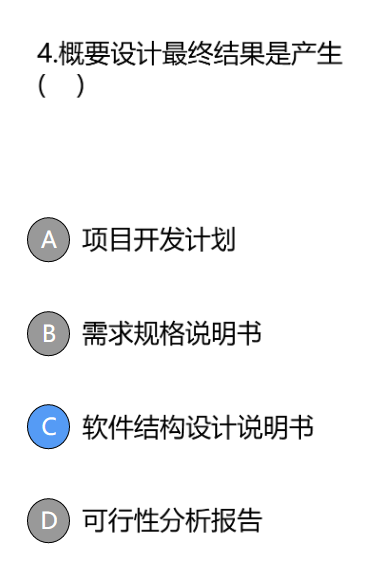 4.概要设计最终结果是产生
(    )
A 项目开发计划
B 需求规格说明书
C 软件结构设计说明书
D 可行性分析报告